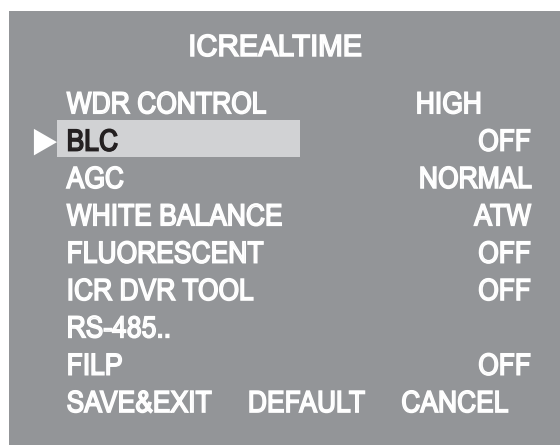 ICREALTIME
WDR CONTROL HIGH
BLC OFF
AGC NORMAL
WHITE BALANCE ATW
FLUORESCENT OFF
ICR DVR TOOL OFF
RS-485..
FILP OFF
SAVE&EXIT DEFAULT CANCEL